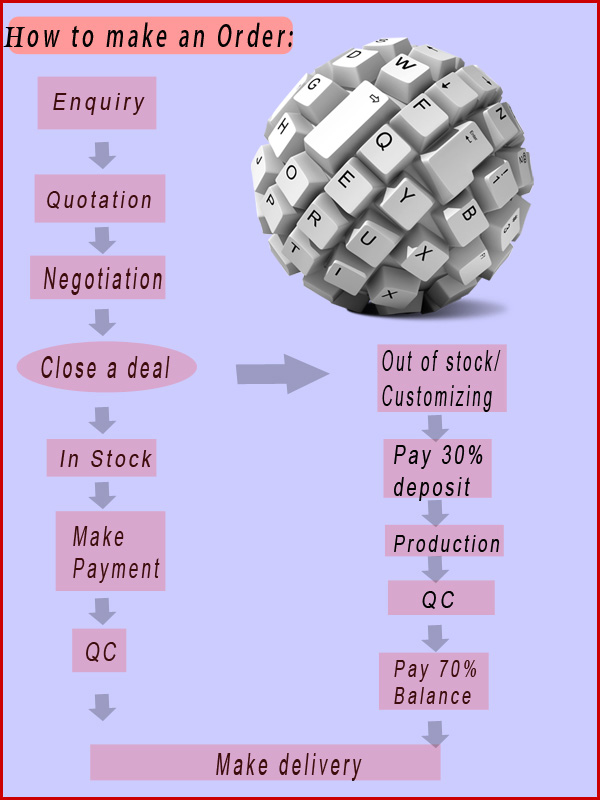 How to make an Order:
Enquiry
Quotation
Negotiation
Close a deal
In Stock
Make
Payment
QC
Out of stock/
Customizing
Pay 30%
deposit
Production
QC
Pay 70%
Balance
Make delivery
D
W
G
F
H
Q
Z
J
O
E
Y
P
R
B
U
X
T
I
X